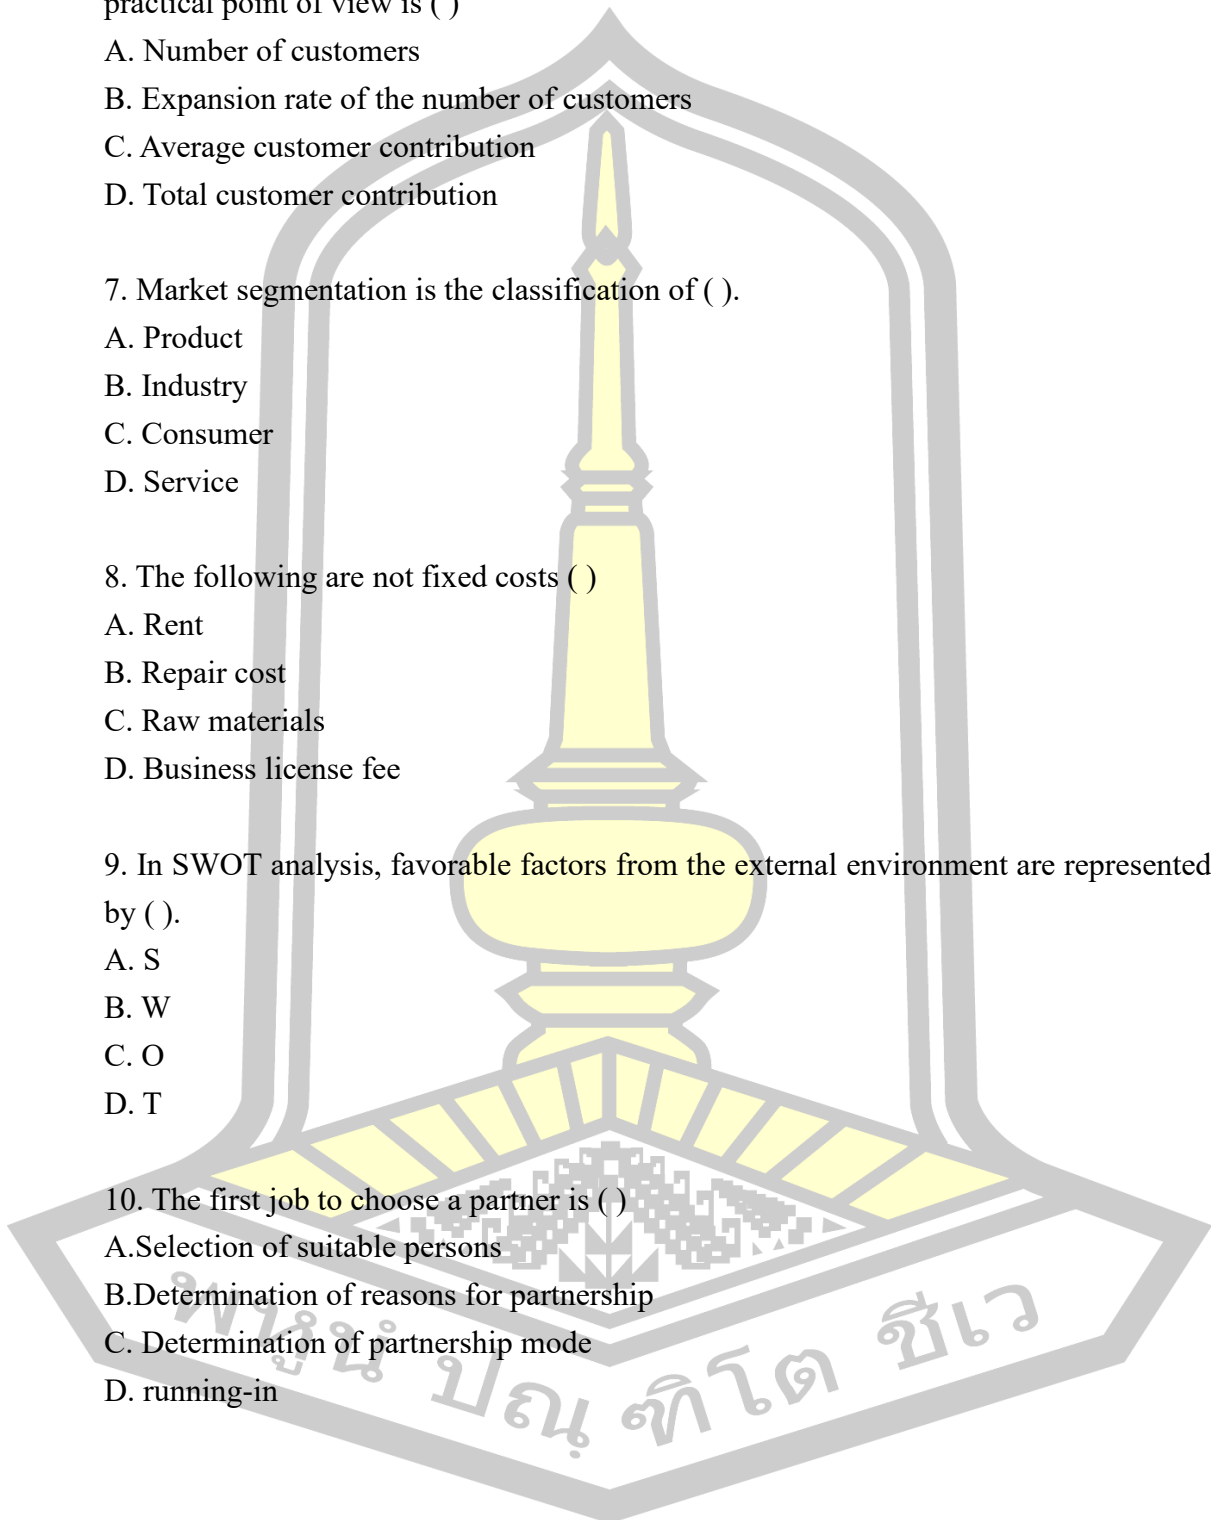 practical point of view is ( )
A. Number of customers
B. Expansion rate of the number of customers
C. Average customer contribution
D. Total customer contribution
7. Market segmentation is the classification of ( ).
A. Product
B. Industry
C. Consumer
D. Service
8. The following are not fixed costs ( )
A. Rent
B. Repair cost
C. Raw materials
D. Business license fee
9. In SWOT analysis, favorable factors from the external environment are represented
by ( ).
A. S
B. W
C. O
D. T
10. The first job to choose a partner is ( )
A.Selection of suitable persons
B.Determination of reasons for partnership
C. Determination of partnership mode
D. running-in
พหูนํ ปณฺฑิโต ชีเว